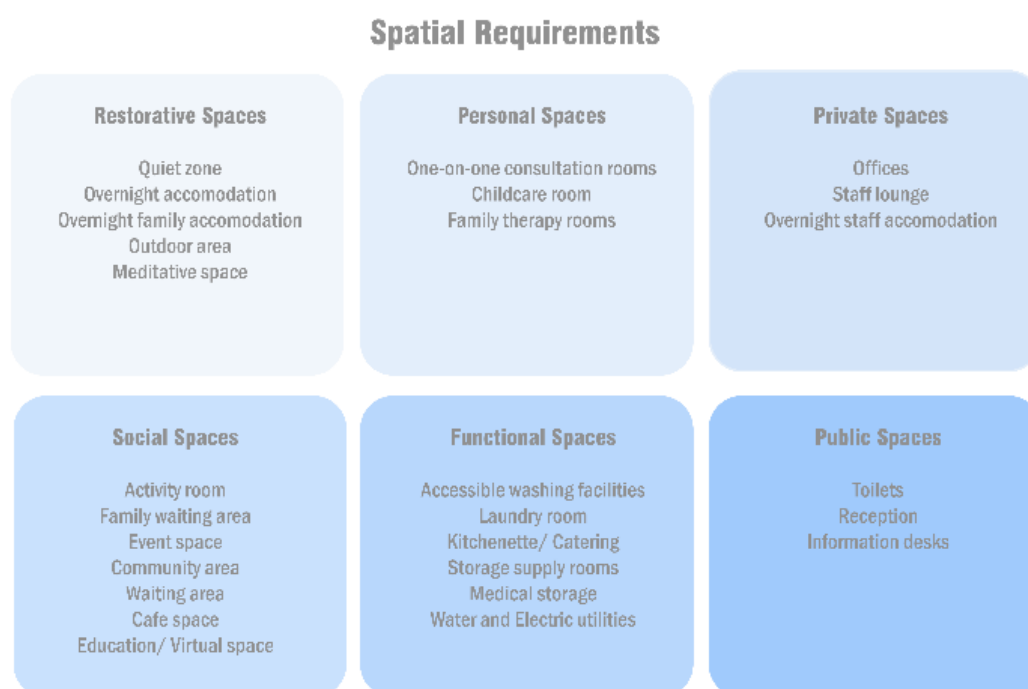 Spatial Requirements
Restorative Spaces
Quiet zone
Overnight accomodation
Overnight family accomodation
Outdoor area
Meditative space
Personal Spaces
One-on-one consultation rooms
Childcare room
Family therapy rooms
Private Spaces
Offices
Staff lounge
Overnight staff accomodation
Social Spaces
Activity room
Family waiting area
Event space
Community area
Waiting area
Cafe space
Education/ Virtual space
Functional Spaces
Accessible washing facilities
Laundry room
Kitchenette/ Catering
Storage supply rooms
Medical storage
Water and Electric utilities
Public Spaces
Toilets
Reception
Information desks